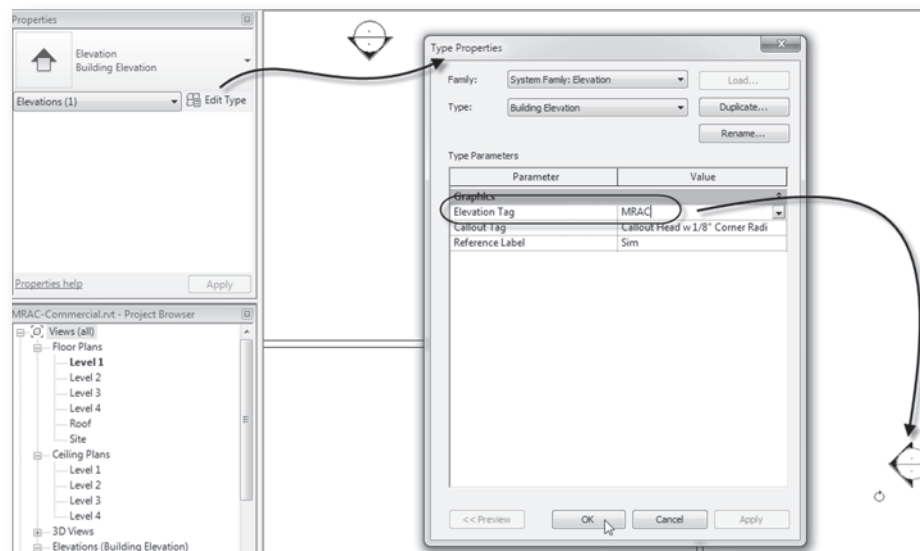 Properties
Elevation
Building Elevation
Elevations (1)
Edit Type
Properties help
Apply
MRAC-Commercial.rvt - Project Browser
Views (all)
Floor Plans
Level 1
Level 2
Level 3
Level 4
Roof
Site
Ceiling Plans
Level 1
Level 2
Level 3
Level 4
3D Views
Elevations (Building Elevation)
Type Properties
Family:
System Family: Elevation
Load...
Type:
Building Elevation
Duplicate...
Rename...
Type Parameters
Parameter Value
Graphics
Elevation Tag MRAC
Callout Tag Callout Head w 1/8" Corner Radi
Reference Label Sim
<< Preview
OK
Cancel
Apply